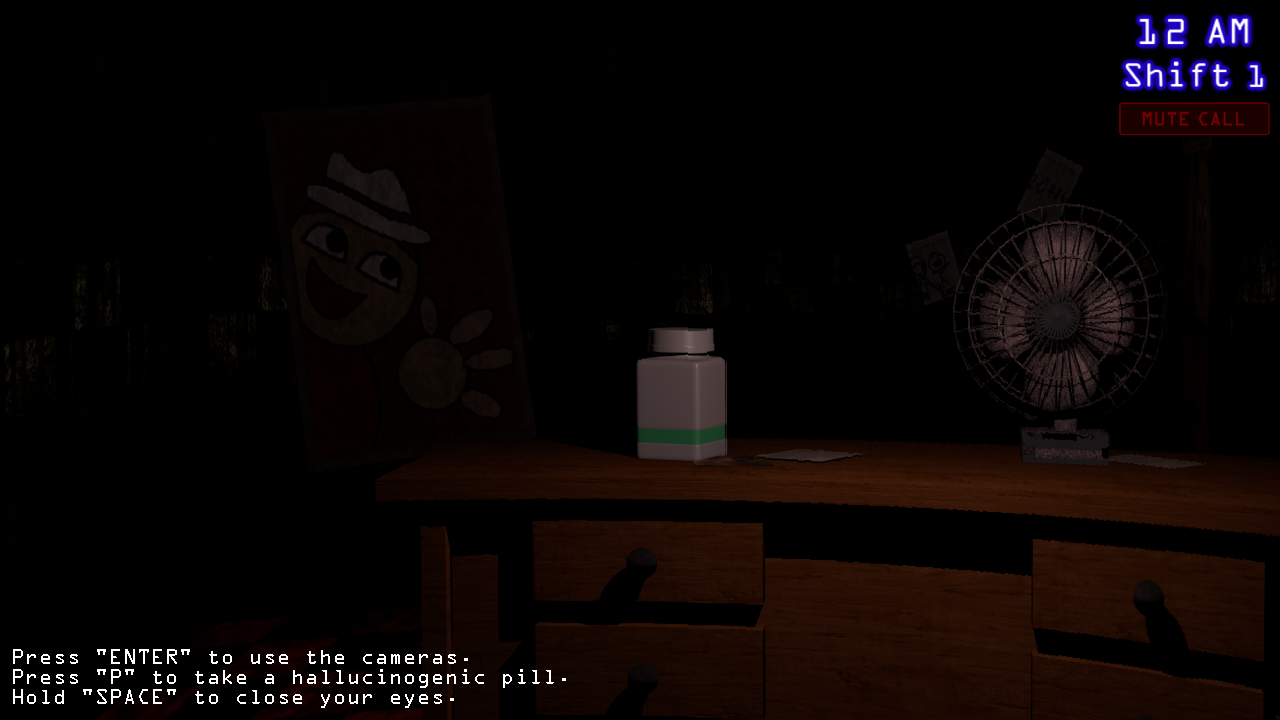 12 AM
Shift 1
MUTE CALL
Press "ENTER" to use the cameras.
Press "P" to take a hallucinogenic pill.
Hold "SPACE" to close your eyes.